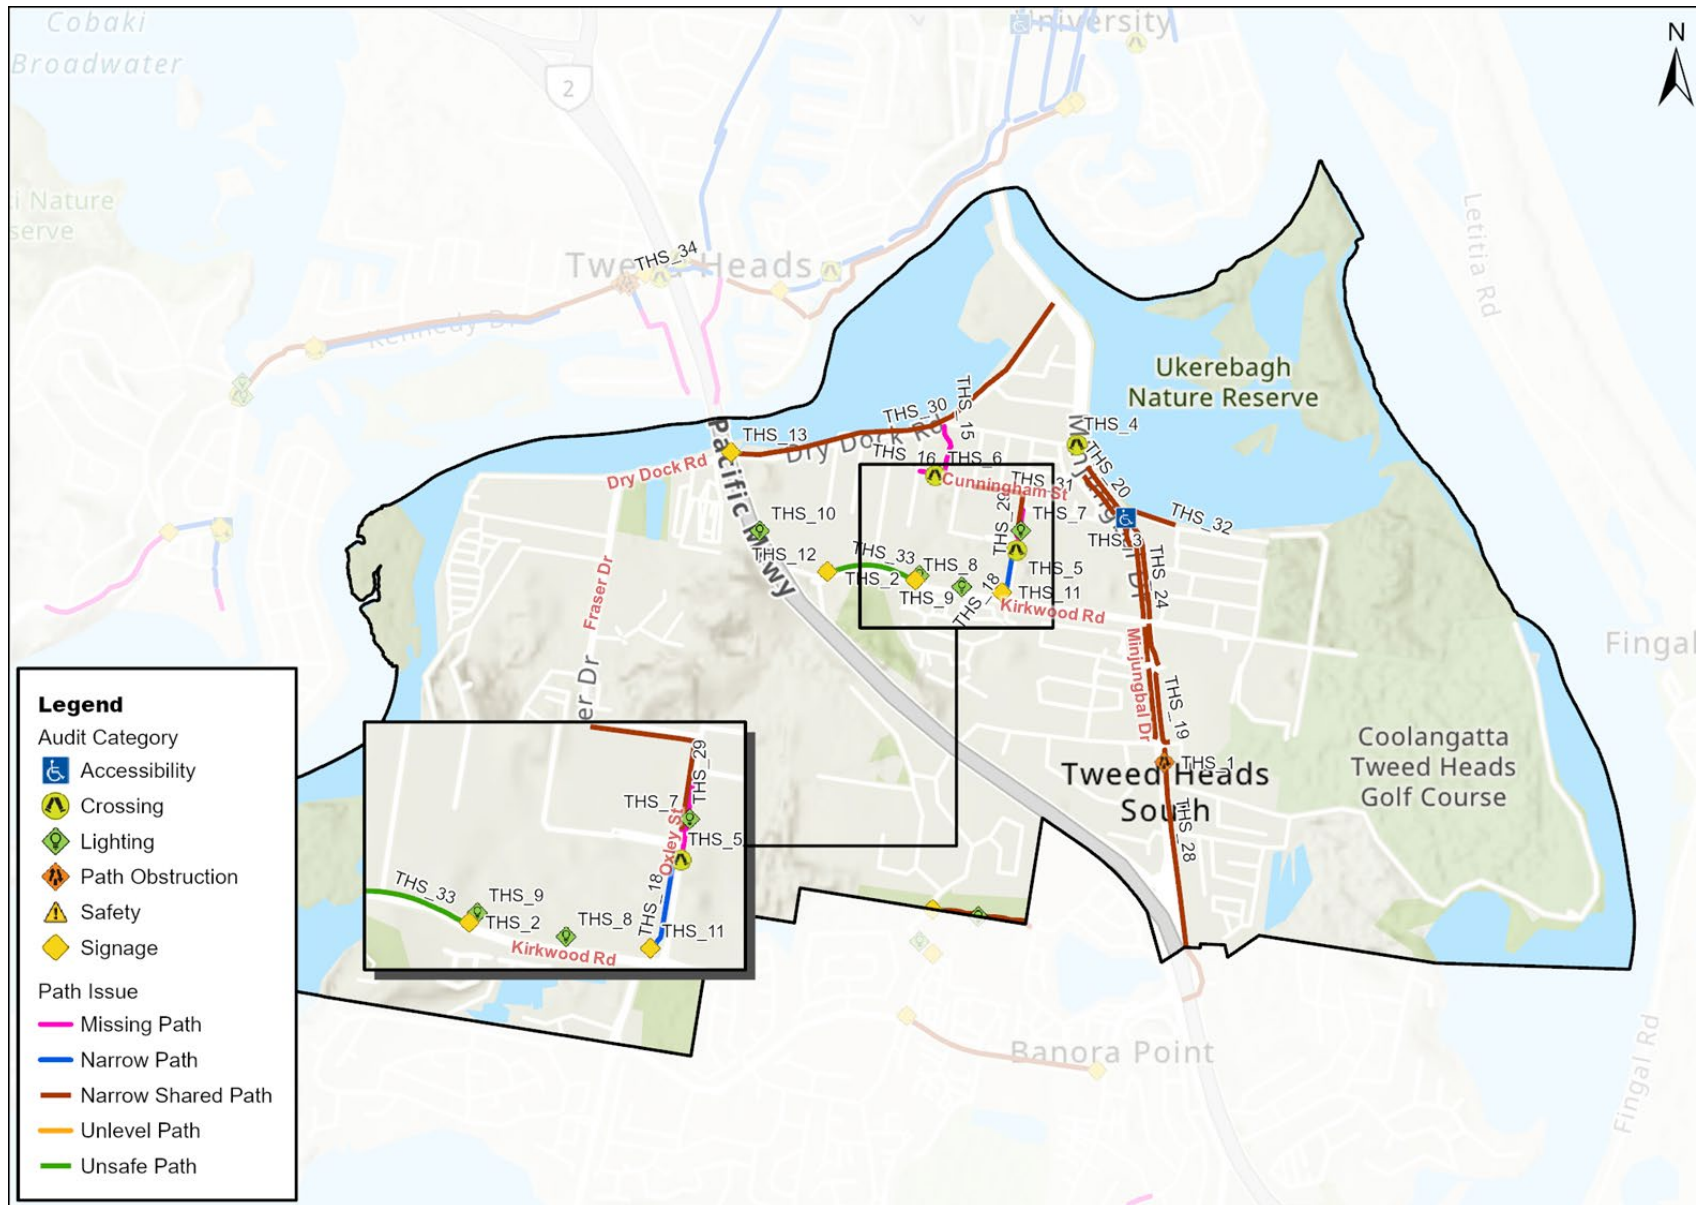 Cobaki
Broadwater
University
N
2
i Nature
serve
Letitia Rd
THS_34
Tweed Heads
Kennedy Dr
Ukerebagh
Nature Reserve
THS_30
THS_15
THS_4
THS_13
Dry Dock Rd
Dry Dock Rd
THS_16
THS_6
Minjungbal Dr
THS_20
Pacific Mwy
Cunningham St
THS_31
THS_29
THS_7
THS_32
THS_3
THS_10
THS_12
THS_33
THS_8
THS_5
THS_2
THS_9
THS_18
THS_11
THS_24
Kirkwood Rd
Fraser Dr
er Dr
Minjungbal Dr
Fingal
THS_19
THS_1
Tweed Heads
South
Coolangatta
Tweed Heads
Golf Course
THS_28
Legend
Audit Category
Accessibility
Crossing
Lighting
Path Obstruction
Safety
Signage
Path Issue
Missing Path
Narrow Path
Narrow Shared Path
Unlevel Path
Unsafe Path
THS_29
THS_7
Oxley St
THS_5
THS_33
THS_9
THS_2
THS_8
THS_18
THS_11
Kirkwood Rd
Banora Point
Fingal Rd